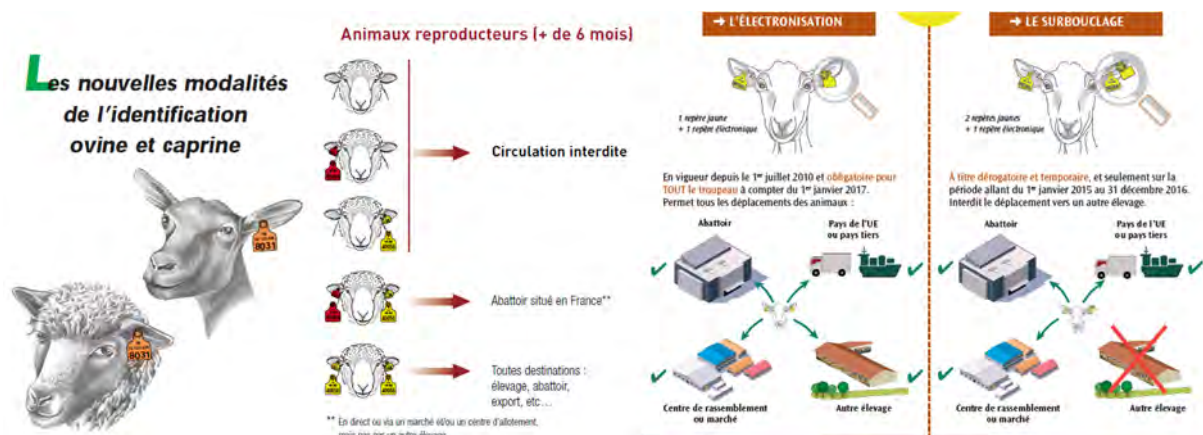 Les nouvelles modalités
de l'identification
ovine et caprine
8031
8031
Animaux reproducteurs (+ de 6 mois)
Circulation interdite
Abattoir situé en France**
Toutes destinations :
élevage, abattoir,
export, etc…
** En direct ou via un marché et/ou un centre d'allotement,
mais pas par un autre élevage
➔ L'ÉLECTRONISATION
1 repère jaune
+ 1 repère électronique
En vigueur depuis le 1er juillet 2010 et obligatoire pour
TOUT le troupeau à compter du 1er janvier 2017.
Permet tous les déplacements des animaux :
Abattoir
Pays de l'UE
ou pays tiers
Centre de rassemblement
ou marché
Autre élevage
➔ LE SURBOUCLAGE
2 repères jaunes
+ 1 repère électronique
À titre dérogatoire et temporaire, et seulement sur la
période allant du 1er janvier 2015 au 31 décembre 2016.
Interdit le déplacement vers un autre élevage.
Abattoir
Pays de l'UE
ou pays tiers
Centre de rassemblement
ou marché
Autre élevage